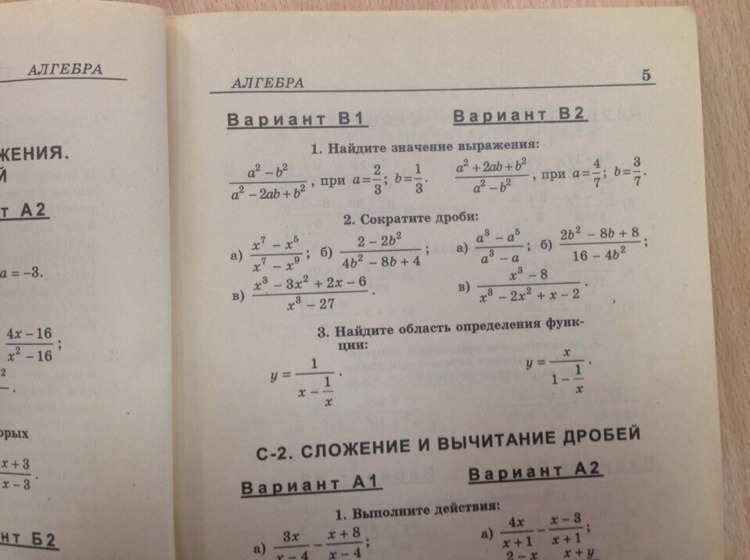 АЛГЕБРА
ЖЕНИЯ.
Й
т А2
a = −3.
4x − 16
x² − 16 ;
2
.
орых
x + 3
x − 3 .
нт Б2
АЛГЕБРА 5
Вариант В1 Вариант В2
1. Найдите значение выражения:
(a² − b²)/(a² − 2ab + b²), при a = 2/3; b = 1/3. (a² + 2ab + b²)/(a² − b²), при a = 4/7; b = 3/7.
2. Сократите дроби:
а) (x⁷ − x⁵)/(x⁷ − x⁹); б) (2 − 2b²)/(4b² − 8b + 4); а) (a³ − a⁵)/(a³ − a); б) (2b² − 8b + 8)/(16 − 4b²);
в) (x³ − 3x² + 2x − 6)/(x³ − 27). в) (x³ − 8)/(x³ − 2x² + x − 2).
3. Найдите область определения функ-
ции:
y = 1/(x − 1/x). y = x/(1 − 1/x).
С-2. СЛОЖЕНИЕ И ВЫЧИТАНИЕ ДРОБЕЙ
Вариант А1 Вариант А2
1. Выполните действия:
а) 3x/(x − 4) − (x + 8)/(x − 4); а) 4x/(x + 1) − (x − 3)/(x + 1);
2 − x x + y